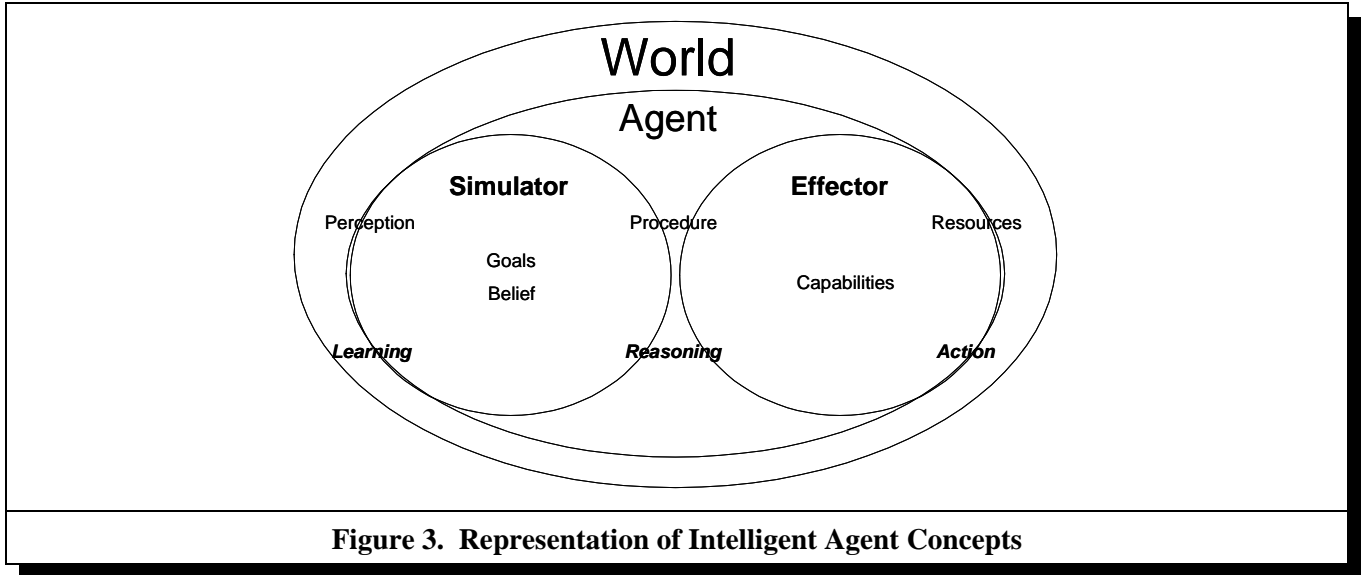 World
Agent
Simulator Effector
Perception Procedure Resources
Goals
Belief
Capabilities
Learning Reasoning Action
Figure 3. Representation of Intelligent Agent Concepts